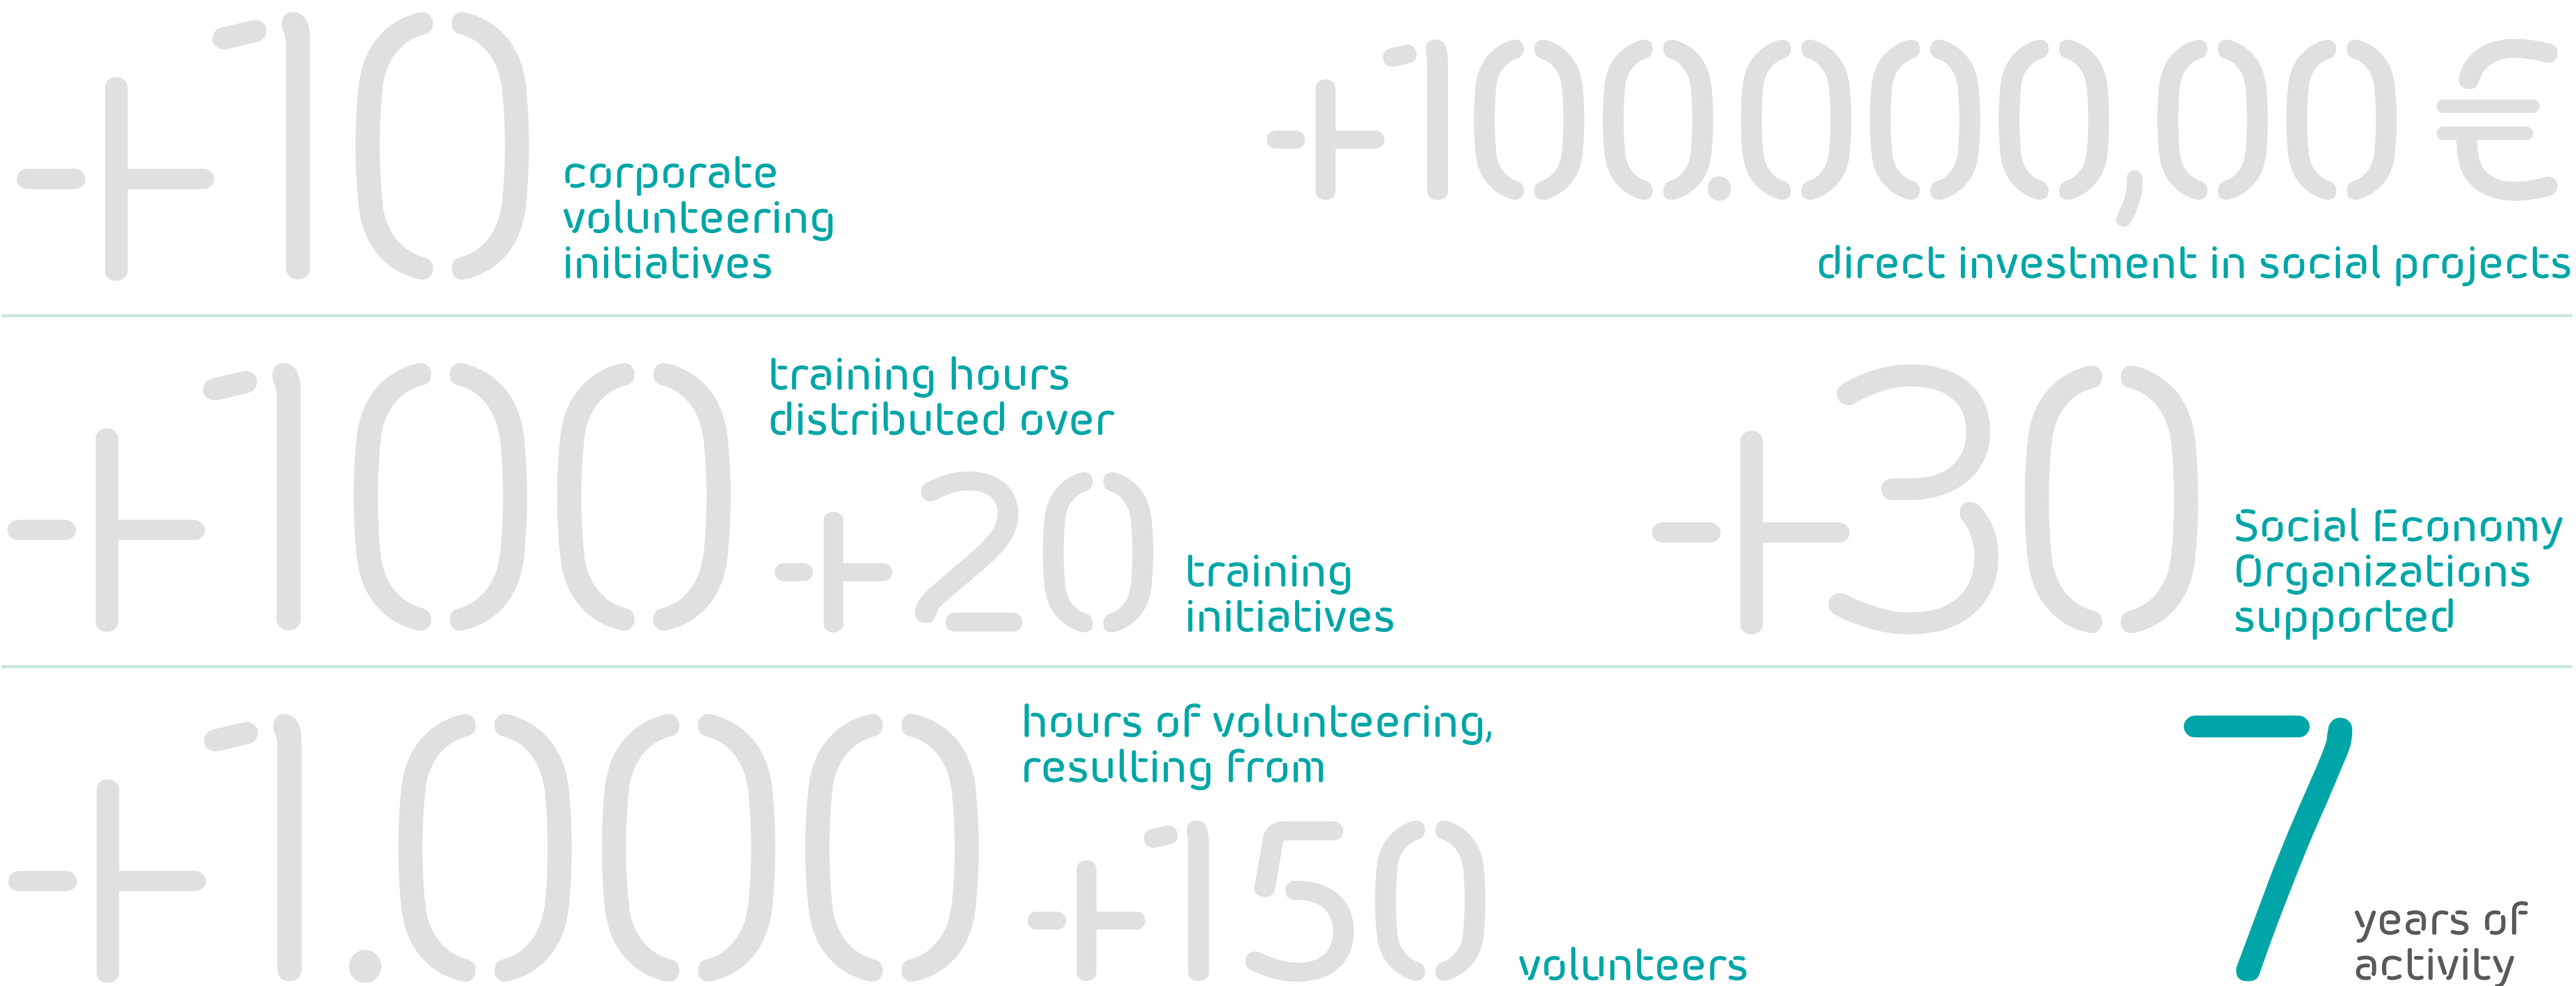 +10
corporate
volunteering
initiatives
+100.000,00 €
direct investment in social projects
+100
training hours
distributed over
+20
training
initiatives
+30
Social Economy
Organizations
supported
+1.000
hours of volunteering,
resulting from
+150
volunteers
7
years of
activity